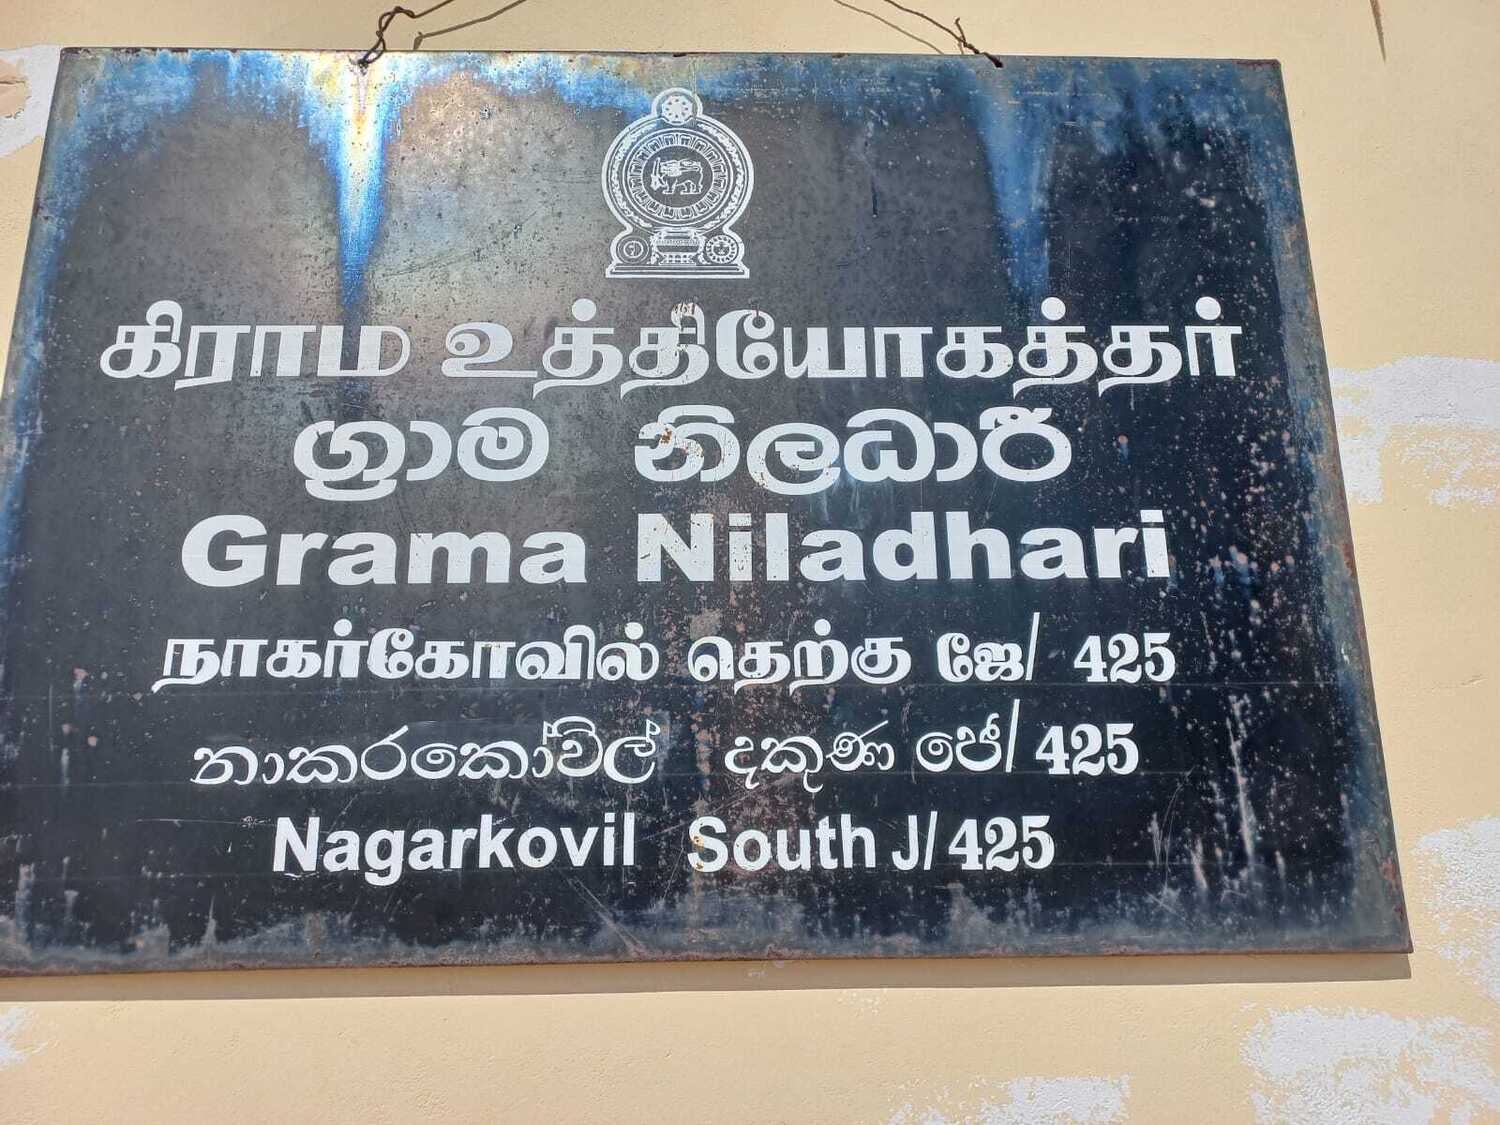 கிராம உத்தியோகத்தர்
ග්‍රාම නිලධාරී
Grama Niladhari
நாகர்கோவில் தெற்கு ஜே/ 425
නාකරකෝවිල් දකුණ ජේ/ 425
Nagarkovil South J/ 425